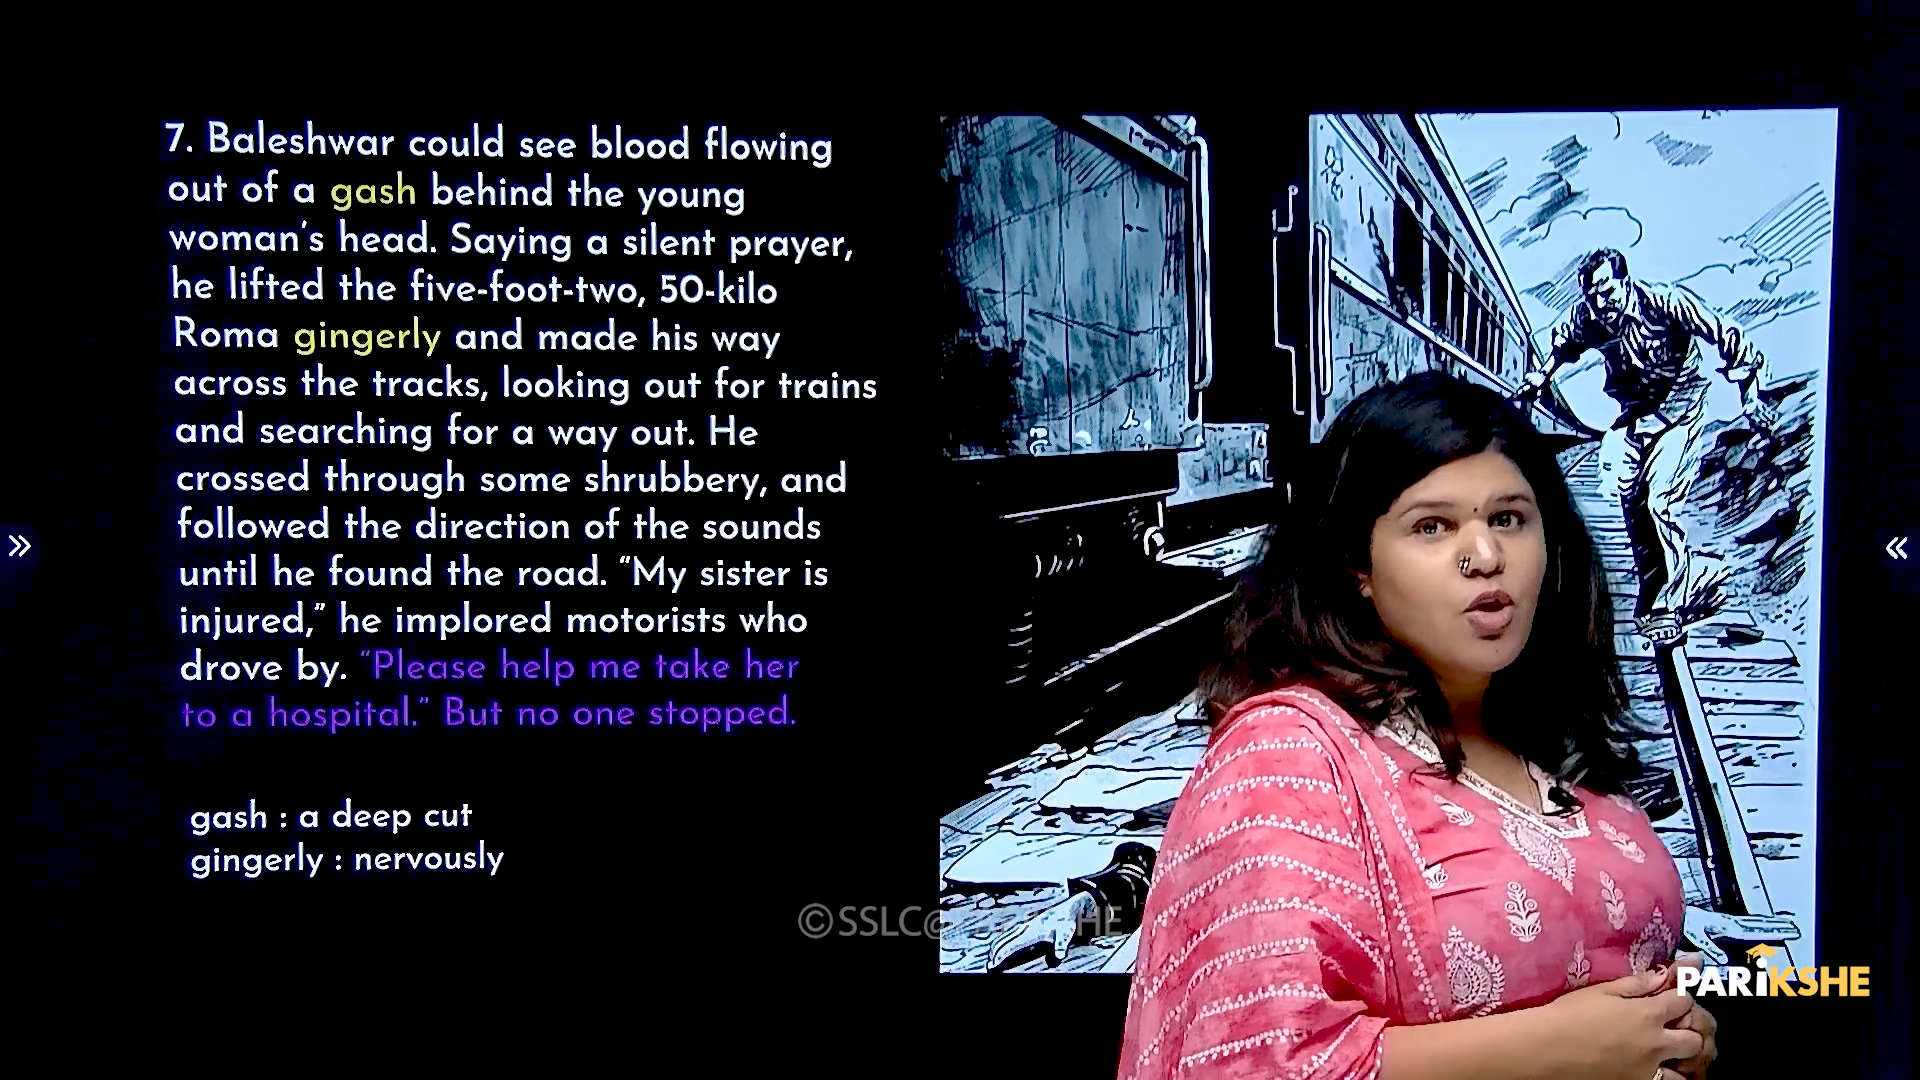 7. Baleshwar could see blood flowing
out of a gash behind the young
woman's head. Saying a silent prayer,
he lifted the five-foot-two, 50-kilo
Roma gingerly and made his way
across the tracks, looking out for trains
and searching for a way out. He
crossed through some shrubbery, and
followed the direction of the sounds
until he found the road. “My sister is
injured,” he implored motorists who
drove by. “Please help me take her
to a hospital.” But no one stopped.
gash : a deep cut
gingerly : nervously
PARiKSHE